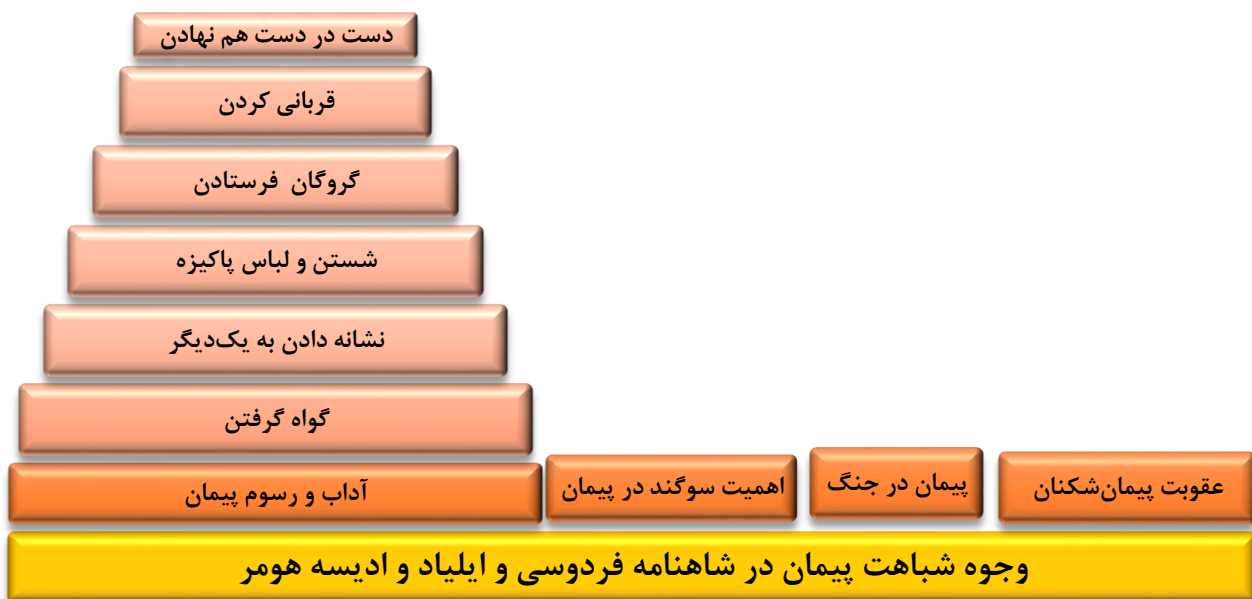 دست در دست هم نهادن
قربانی کردن
گروگان فرستادن
شستن و لباس پاکیزه
نشانه دادن به یک‌دیگر
گواه گرفتن
عقوبت پیمان‌شکنان
پیمان در جنگ
اهمیت سوگند در پیمان
آداب و رسوم پیمان
وجوه شباهت پیمان در شاهنامه فردوسی و ایلیاد و ادیسه هومر